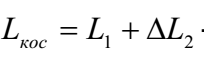 L_кос = L_1 + ΔL_2 ·